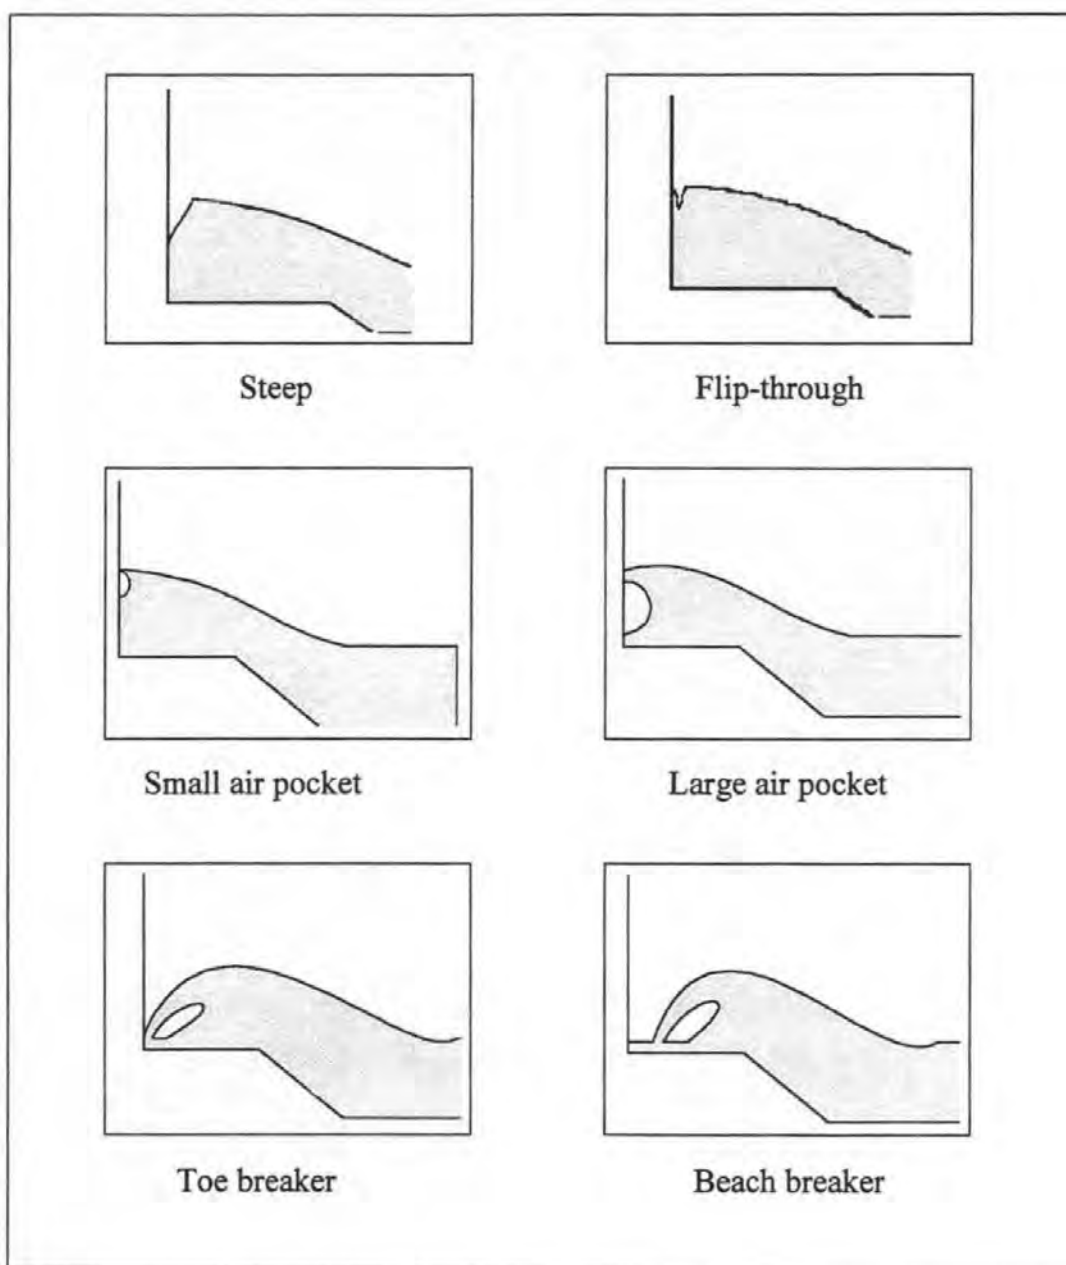 Steep
Flip-through
Small air pocket
Large air pocket
Toe breaker
Beach breaker